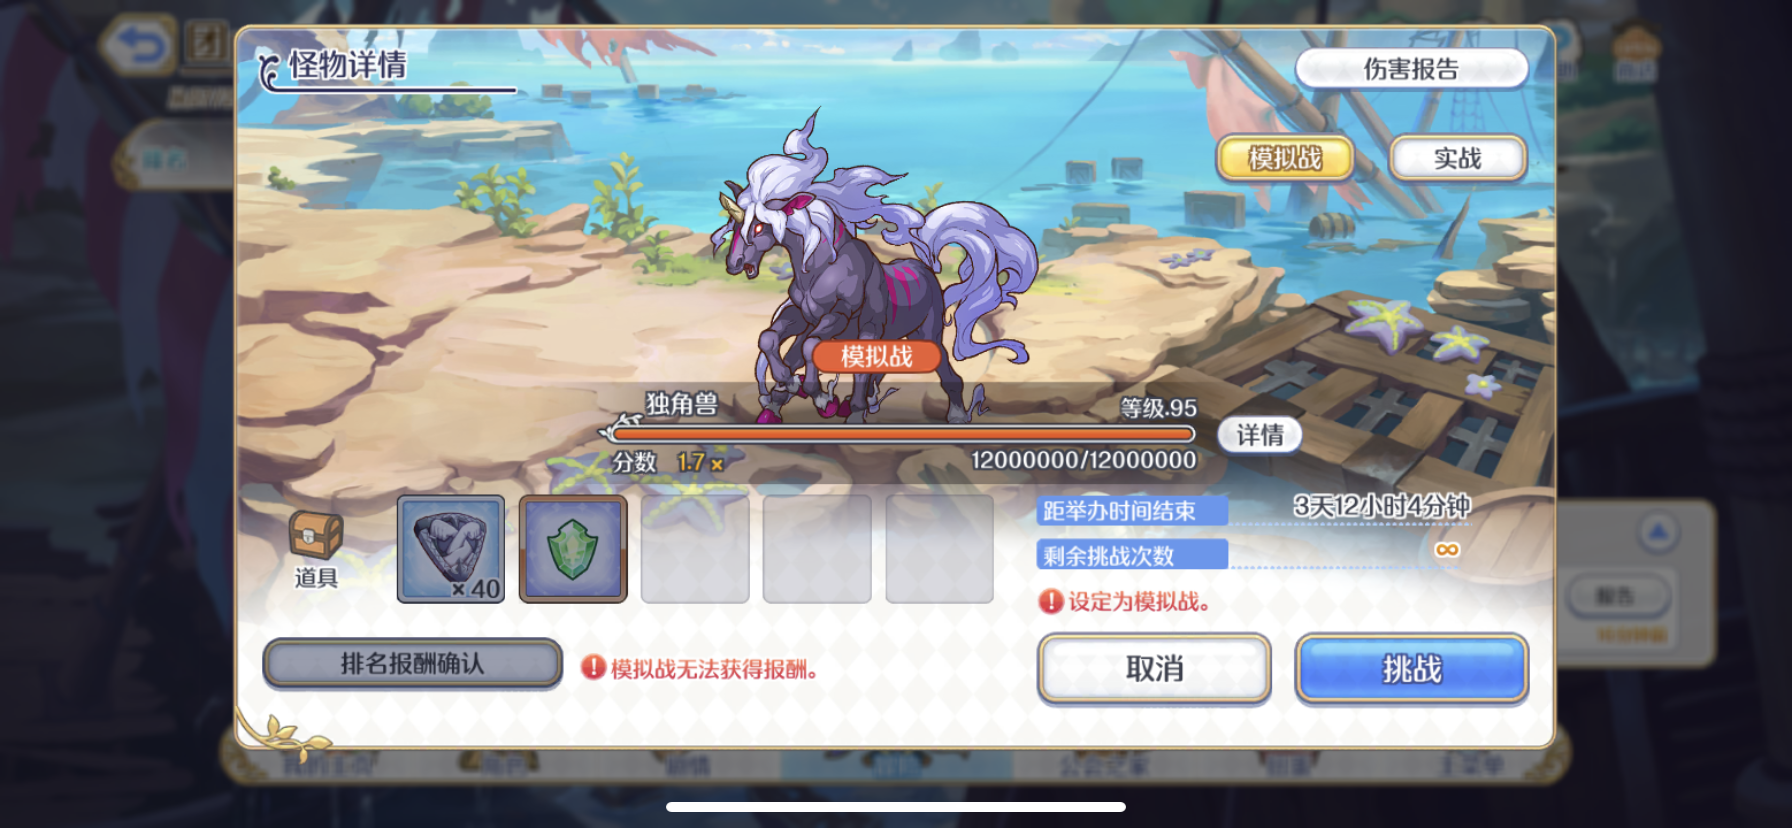 怪物详情
伤害报告
模拟战
实战
模拟战
独角兽
等级.95
详情
分数 1.7×
12000000/12000000
道具
×40
距举办时间结束
3天12小时4分钟
剩余挑战次数
∞
设定为模拟战。
排名报酬确认
模拟战无法获得报酬。
取消
挑战